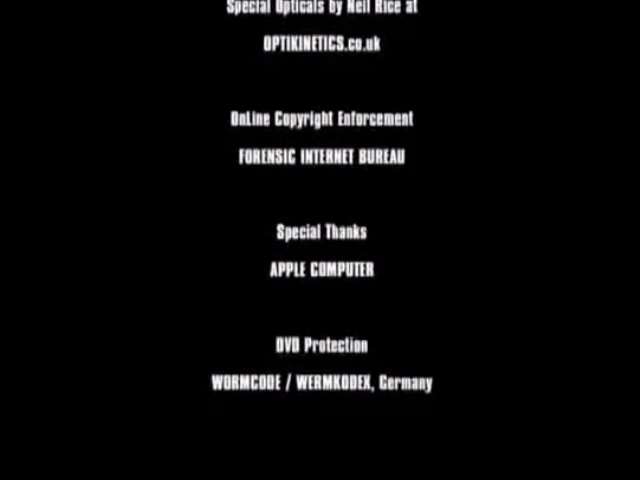 Special Opticals by Neil Rice at
OPTIKINETICS.co.uk
OnLine Copyright Enforcement
FORENSIC INTERNET BUREAU
Special Thanks
APPLE COMPUTER
DVD Protection
WORMCODE / WERMKODEX, Germany